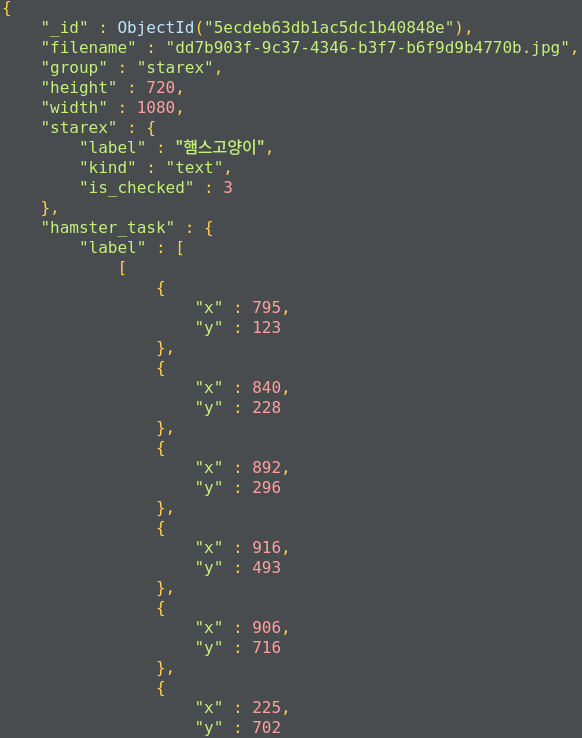 {
"_id" : ObjectId("5ecdeb63db1ac5dc1b40848e"),
"filename" : "dd7b903f-9c37-4346-b3f7-b6f9d9b4770b.jpg",
"group" : "starex",
"height" : 720,
"width" : 1080,
"starex" : {
"label" : "햄스고양이",
"kind" : "text",
"is_checked" : 3
},
"hamster_task" : {
"label" : [
[
{
"x" : 795,
"y" : 123
},
{
"x" : 840,
"y" : 228
},
{
"x" : 892,
"y" : 296
},
{
"x" : 916,
"y" : 493
},
{
"x" : 906,
"y" : 716
},
{
"x" : 225,
"y" : 702